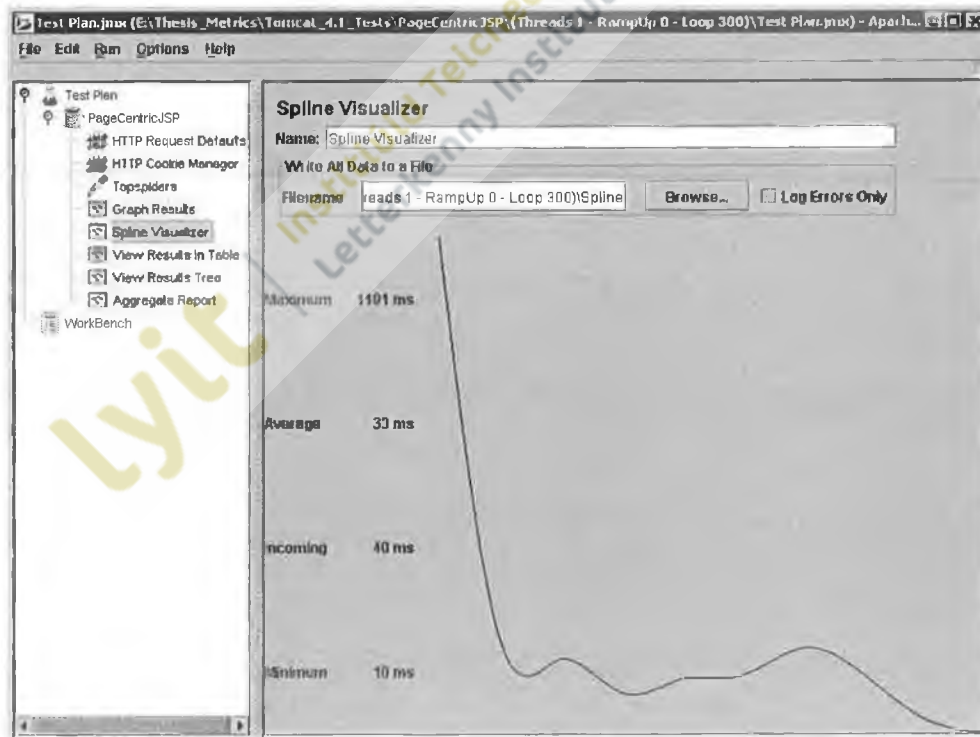 Test Plan.jmx (E:\Thesis_Metrics\Tomcat_4.1_Tests\PageCentricJSP\(Threads 1 - RampUp 0 - Loop 300)\Test Plan.jmx) - Apach...
File Edit Run Options Help
Test Plan
PageCentricJSP
HTTP Request Defaults
HTTP Cookie Manager
Topspiders
Graph Results
Spline Visualizer
View Results in Table
View Results Tree
Aggregate Report
WorkBench
Spline Visualizer
Name: Spline Visualizer
Write All Data to a File
Filename reads 1 - RampUp 0 - Loop 300)\Spline Browse... Log Errors Only
Maximum 1101 ms
Average 33 ms
Incoming 40 ms
Minimum 10 ms
lyit
Letterkenny